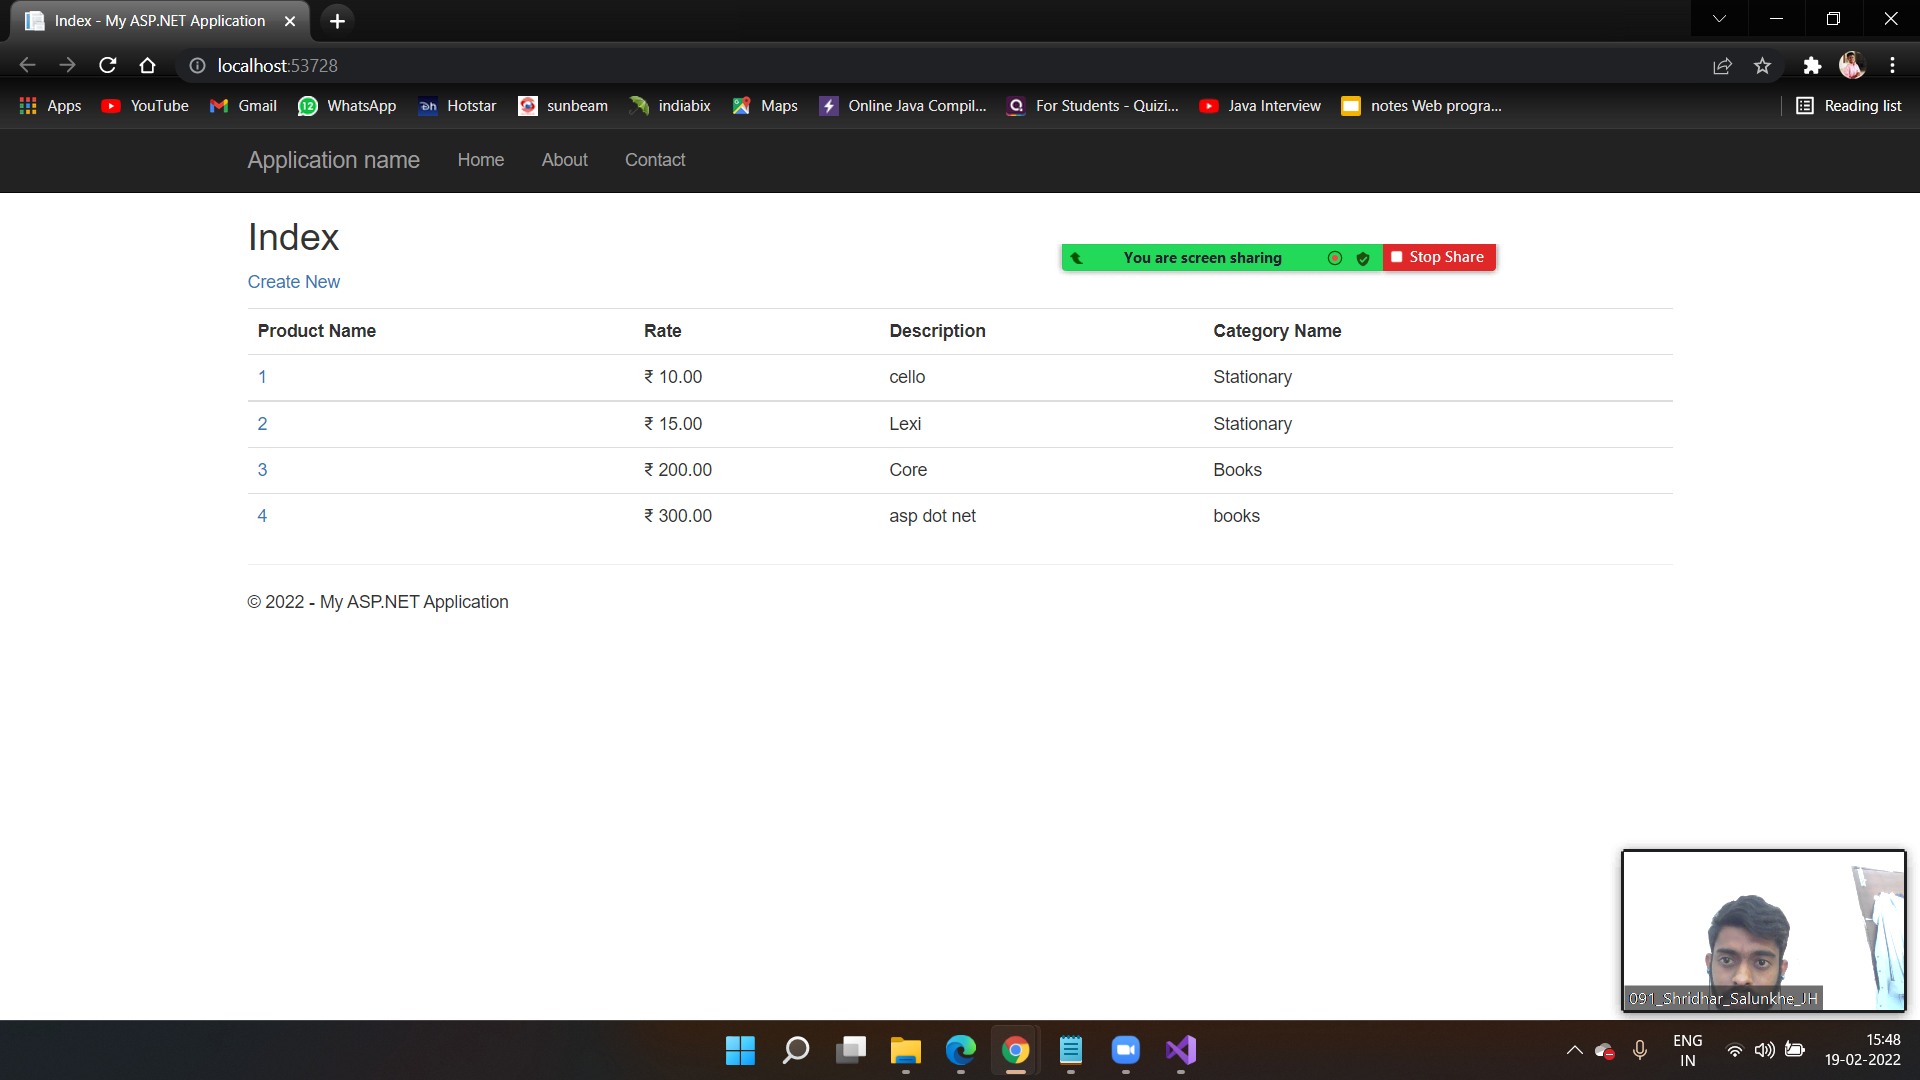 Index - My ASP.NET Application
localhost:53728
Apps YouTube Gmail 12 WhatsApp Dh Hotstar sunbeam indiabix Maps Online Java Compil... For Students - Quizi... Java Interview notes Web progra... Reading list
Application name Home About Contact
Index
You are screen sharing Stop Share
Create New
Product Name Rate Description Category Name
1 ₹ 10.00 cello Stationary
2 ₹ 15.00 Lexi Stationary
3 ₹ 200.00 Core Books
4 ₹ 300.00 asp dot net books
© 2022 - My ASP.NET Application
091_Shridhar_Salunkhe_JH
ENG
IN
15:48
19-02-2022